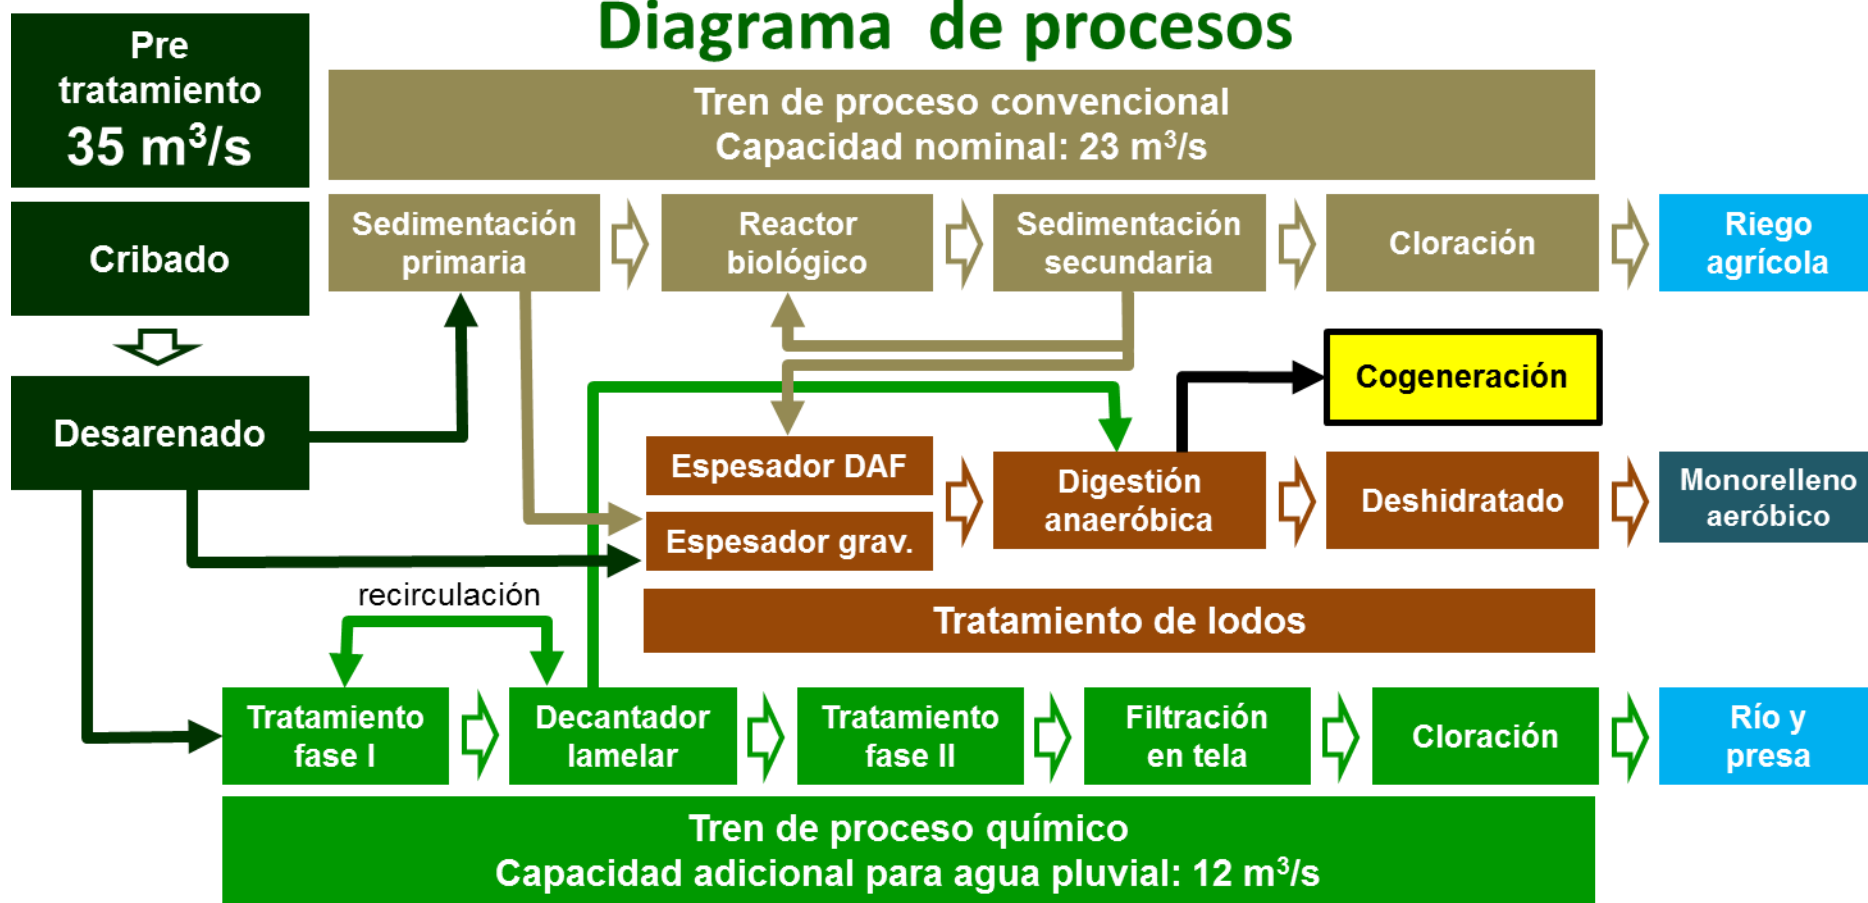 Diagrama de procesos
Pre
tratamiento
35 m³/s
Cribado
Desarenado
Tren de proceso convencional
Capacidad nominal: 23 m³/s
Sedimentación
primaria
Reactor
biológico
Sedimentación
secundaria
Cloración
Riego
agrícola
Cogeneración
Espesador DAF
Espesador grav.
Digestión
anaeróbica
Deshidratado
Monorelleno
aeróbico
Tratamiento de lodos
recirculación
Tratamiento
fase I
Decantador
lamelar
Tratamiento
fase II
Filtración
en tela
Cloración
Río y
presa
Tren de proceso químico
Capacidad adicional para agua pluvial: 12 m³/s